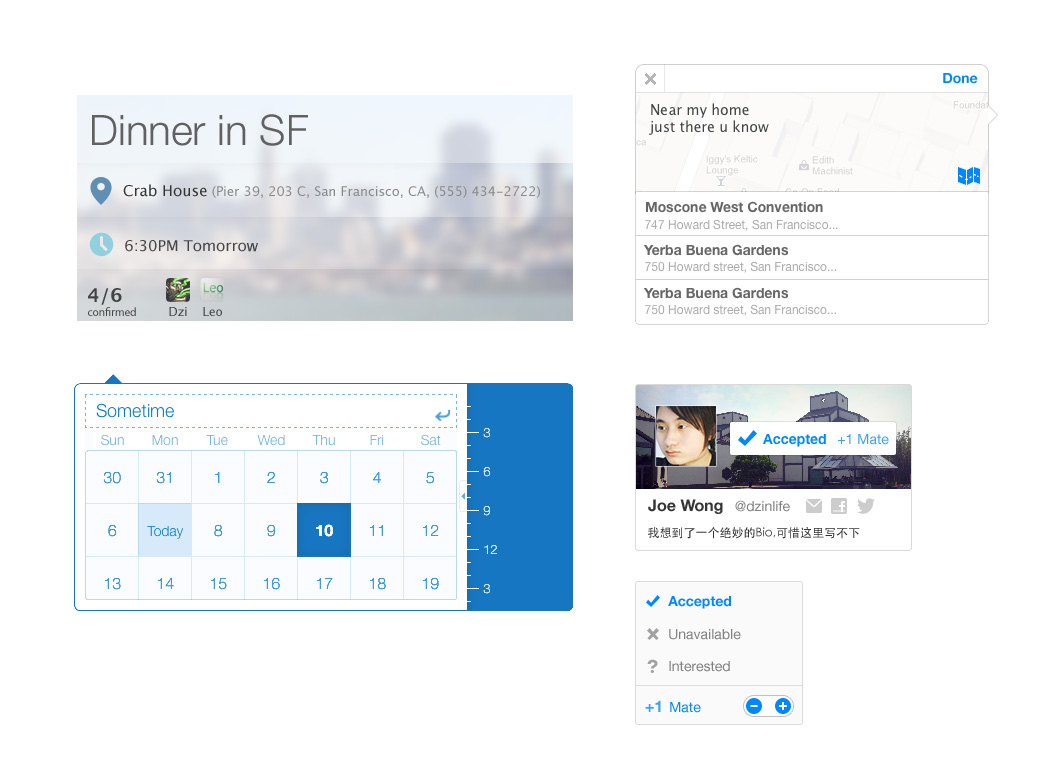 Dinner in SF
Crab House (Pier 39, 203 C, San Francisco, CA, (555) 434-2722)
6:30PM Tomorrow
4/6
confirmed
Leo
Dzi
Leo
Done
Near my home
just there u know
Iggy's Keltic
Lounge
Edith
Machinist
Moscone West Convention
747 Howard Street, San Francisco...
Yerba Buena Gardens
750 Howard street, San Francisco...
Yerba Buena Gardens
750 Howard street, San Francisco...
Sometime
Sun Mon Tue Wed Thu Fri Sat
30 31 1 2 3 4 5
6 Today 8 9 10 11 12
13 14 15 16 17 18 19
3
6
9
12
3
Accepted +1 Mate
Joe Wong @dzinlife
我想到了一个绝妙的Bio,可惜这里写不下
Accepted
Unavailable
Interested
+1 Mate